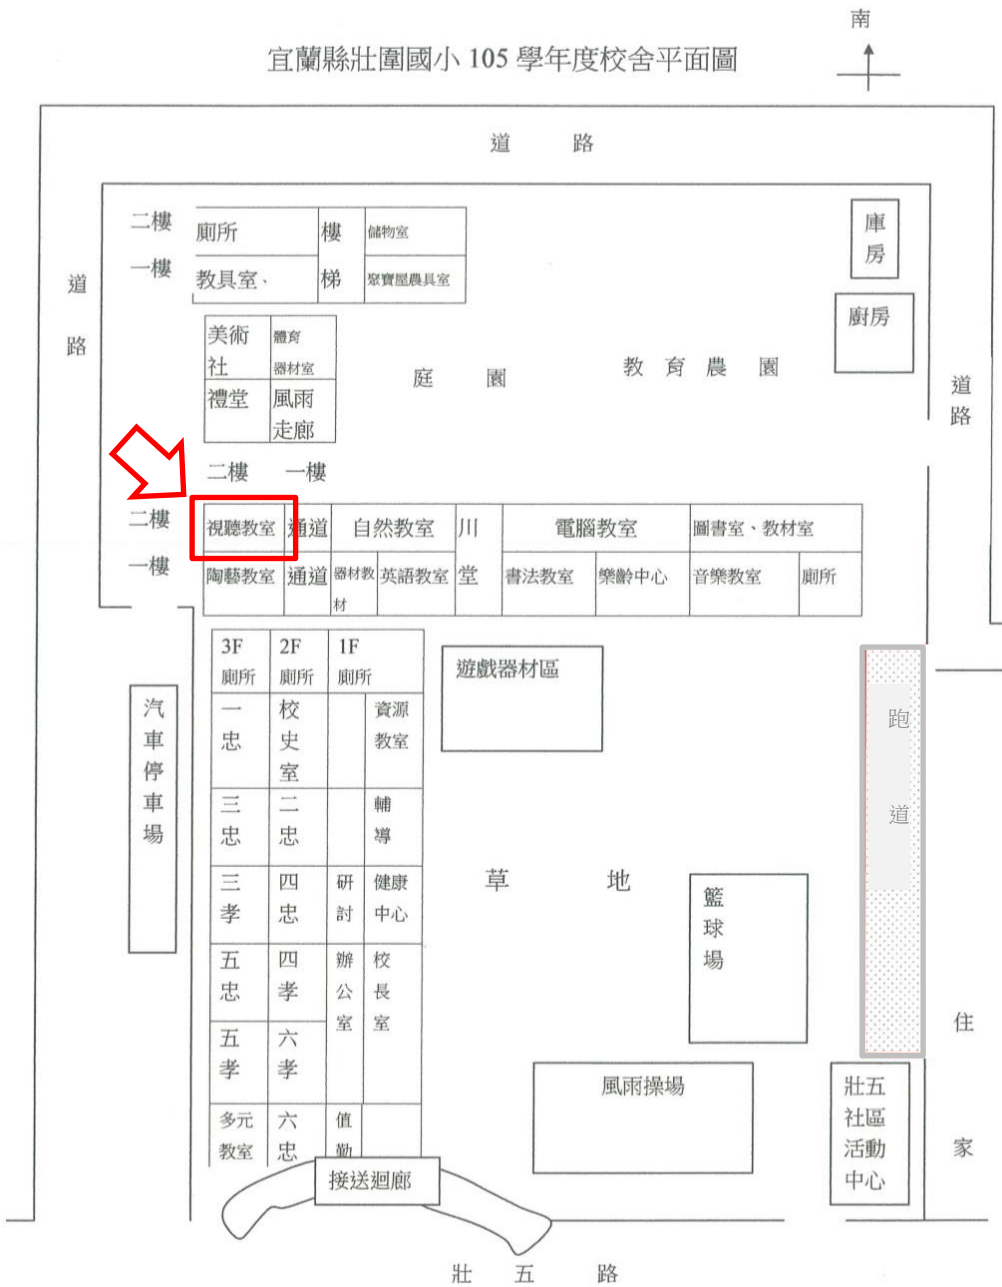 南
宜蘭縣壯圍國小 105 學年度校舍平面圖
道 路
道路
二樓 廁所 樓 儲物室
一樓 教具室、 梯 聚寶屋農具室
庫房
廚房
美術社 體育器材室
禮堂 風雨走廊
庭 園
教 育 農 園
道路
二樓 一樓
二樓 視聽教室 通道 自然教室 川 電腦教室 圖書室、教材室
一樓 陶藝教室 通道 器材教材 英語教室 堂 書法教室 樂齡中心 音樂教室 廁所
3F 2F 1F
廁所 廁所 廁所
一忠 校史室 資源教室
三忠 二忠 輔導
三孝 四忠 研討 健康中心
五忠 四孝 辦公室 校長室
五孝 六孝
多元教室 六忠 值勤
汽車停車場
遊戲器材區
跑道
草 地
籃球場
住家
風雨操場
壯五社區活動中心
接送迴廊
壯 五 路